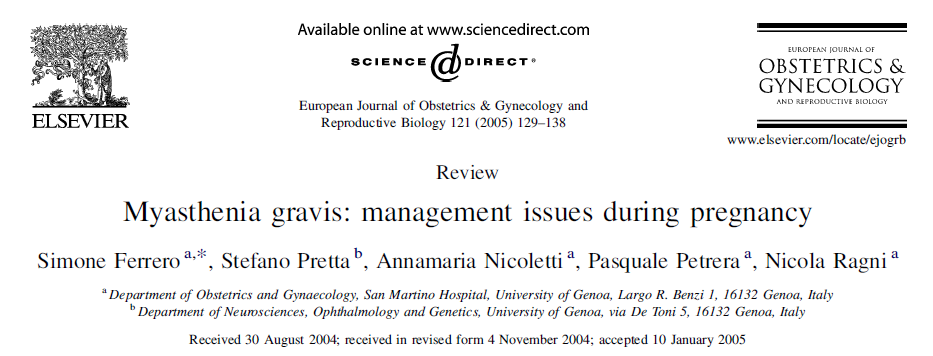 Available online at www.sciencedirect.com
SCIENCE DIRECT®
European Journal of Obstetrics & Gynecology and
Reproductive Biology 121 (2005) 129–138
ELSEVIER
EUROPEAN JOURNAL OF
OBSTETRICS &
GYNECOLOGY
AND REPRODUCTIVE BIOLOGY
www.elsevier.com/locate/ejogrb
Review
Myasthenia gravis: management issues during pregnancy
Simone Ferrero a,*, Stefano Pretta b, Annamaria Nicoletti a, Pasquale Petrera a, Nicola Ragni a
a Department of Obstetrics and Gynaecology, San Martino Hospital, University of Genoa, Largo R. Benzi 1, 16132 Genoa, Italy
b Department of Neurosciences, Ophthalmology and Genetics, University of Genoa, via De Toni 5, 16132 Genoa, Italy
Received 30 August 2004; received in revised form 4 November 2004; accepted 10 January 2005